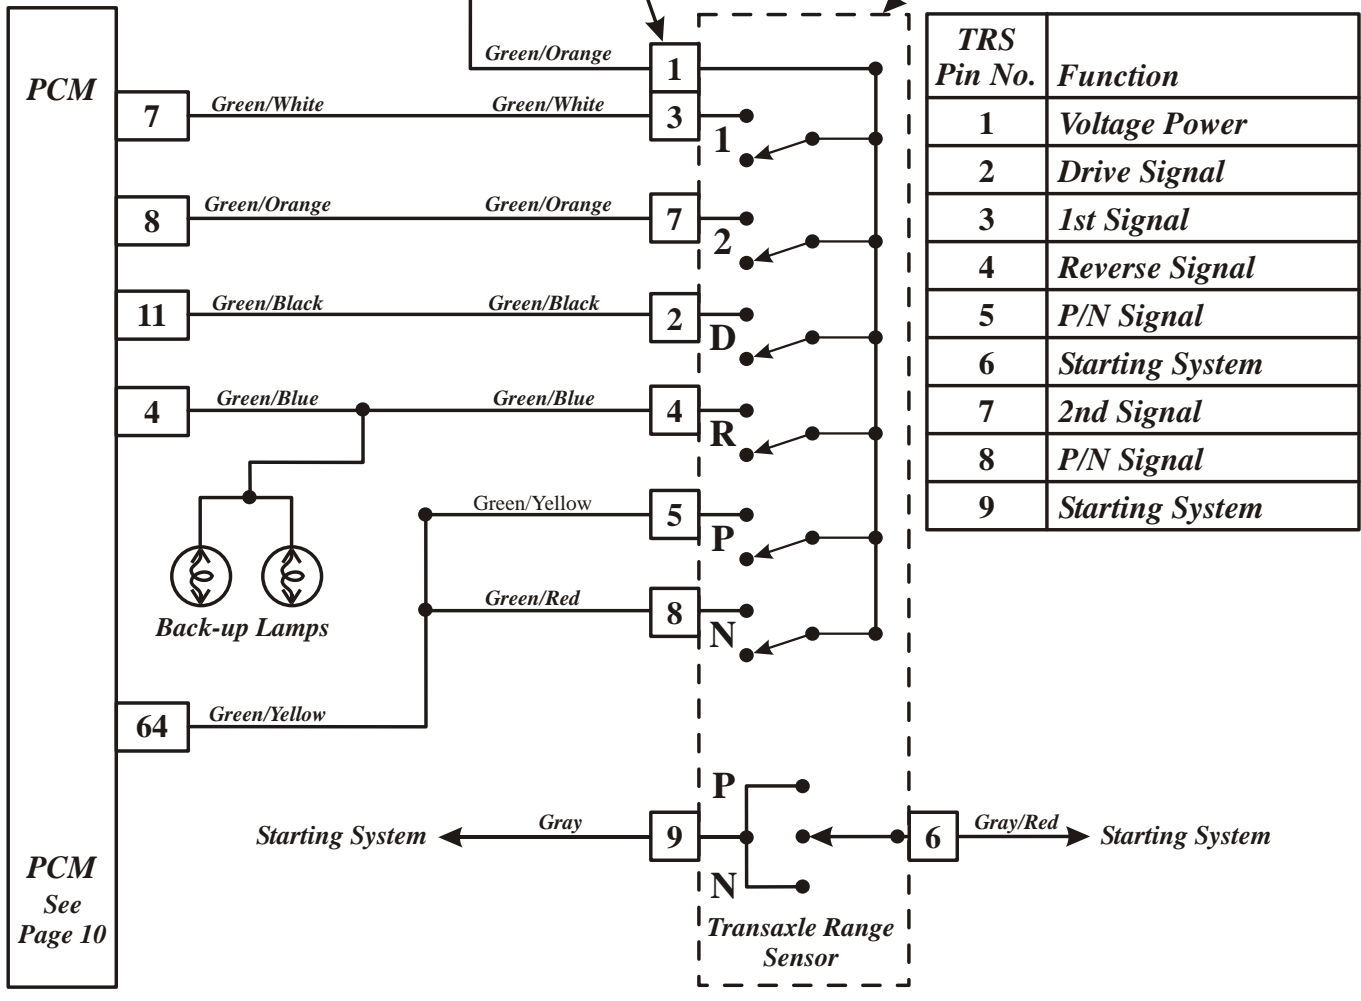 Green/Orange
1
PCM
7
Green/White
Green/White
3
1
8
Green/Orange
Green/Orange
7
2
11
Green/Black
Green/Black
2
D
4
Green/Blue
Green/Blue
4
R
Green/Yellow
5
P
Green/Red
8
N
Back-up Lamps
64
Green/Yellow
P
Starting System
Gray
9
6
Gray/Red
Starting System
N
PCM
See
Page 10
Transaxle Range
Sensor
TRS
Pin No. Function
1 Voltage Power
2 Drive Signal
3 1st Signal
4 Reverse Signal
5 P/N Signal
6 Starting System
7 2nd Signal
8 P/N Signal
9 Starting System